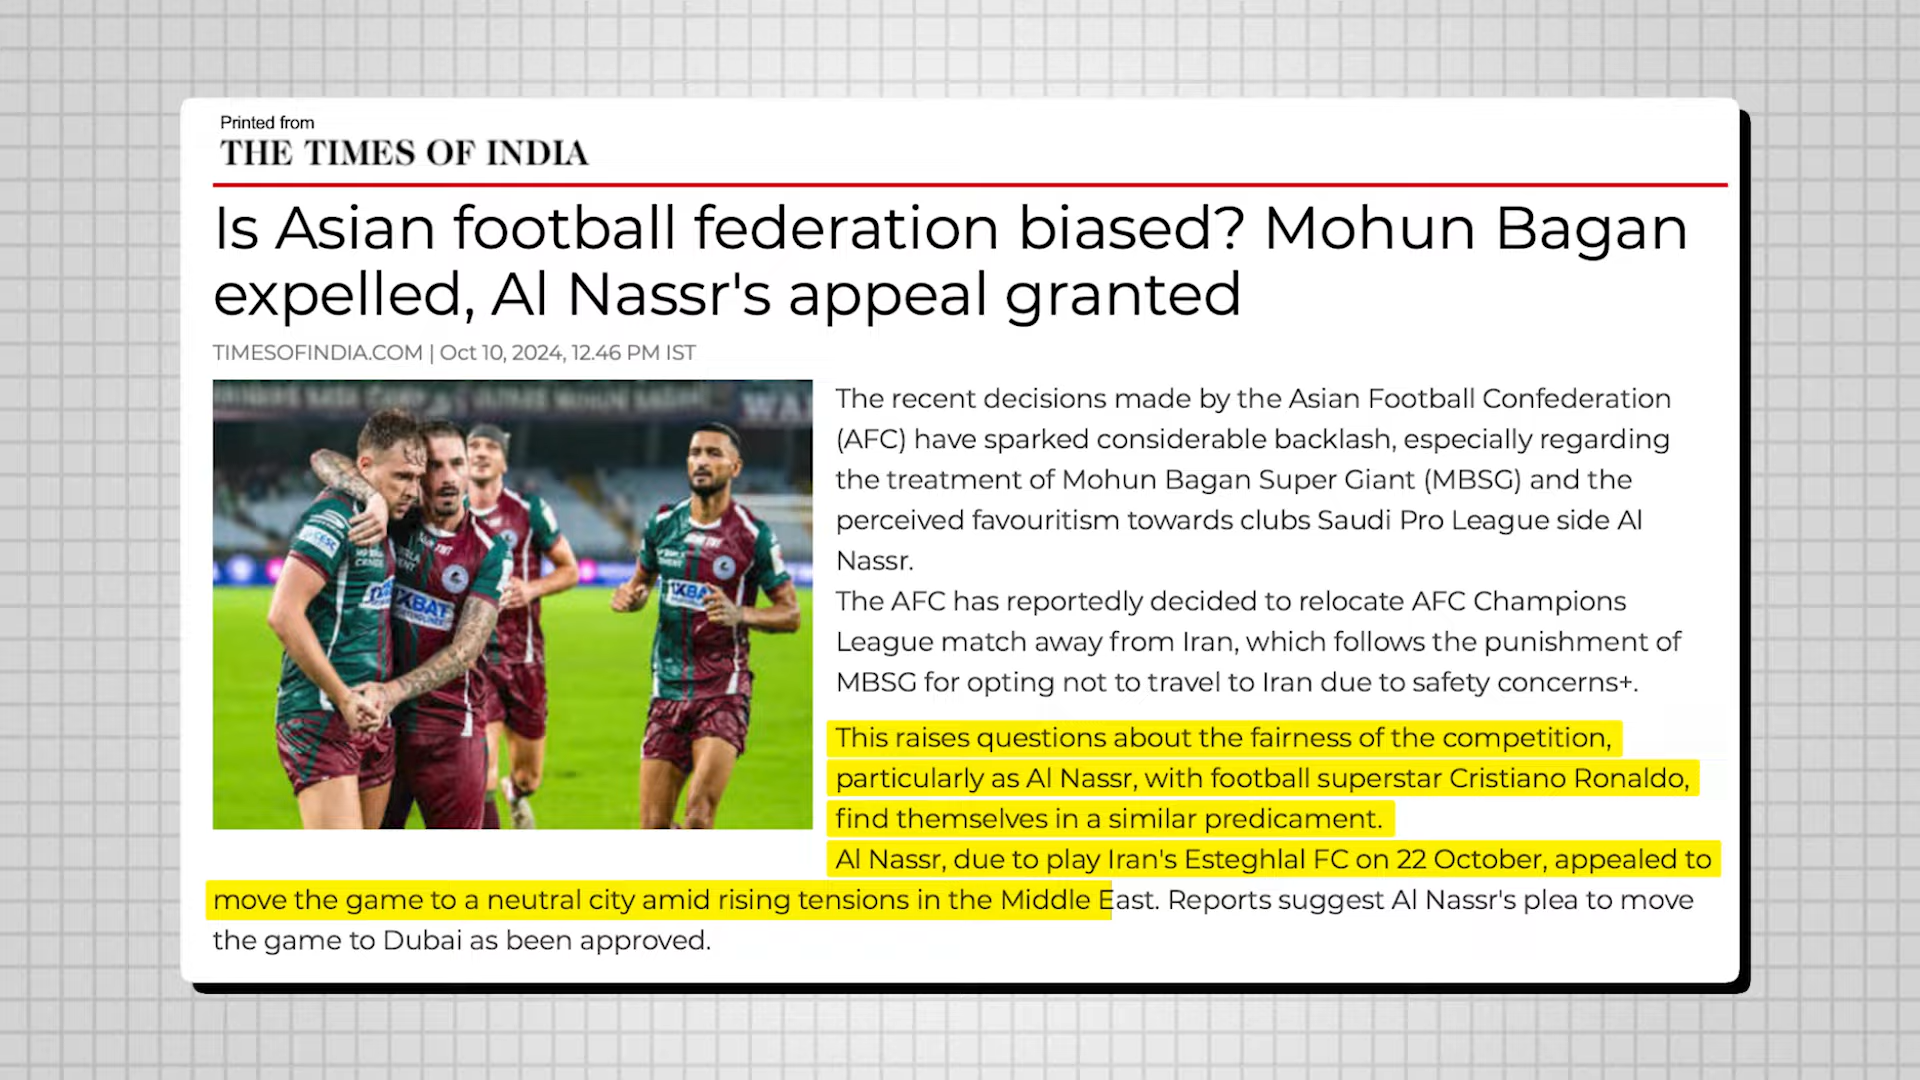 Printed from
THE TIMES OF INDIA
Is Asian football federation biased? Mohun Bagan
expelled, Al Nassr's appeal granted
TIMESOFINDIA.COM | Oct 10, 2024, 12.46 PM IST
The recent decisions made by the Asian Football Confederation
(AFC) have sparked considerable backlash, especially regarding
the treatment of Mohun Bagan Super Giant (MBSG) and the
perceived favouritism towards clubs Saudi Pro League side Al
Nassr.
The AFC has reportedly decided to relocate AFC Champions
League match away from Iran, which follows the punishment of
MBSG for opting not to travel to Iran due to safety concerns+.
This raises questions about the fairness of the competition,
particularly as Al Nassr, with football superstar Cristiano Ronaldo,
find themselves in a similar predicament.
Al Nassr, due to play Iran's Esteghlal FC on 22 October, appealed to
move the game to a neutral city amid rising tensions in the Middle East. Reports suggest Al Nassr's plea to move
the game to Dubai as been approved.